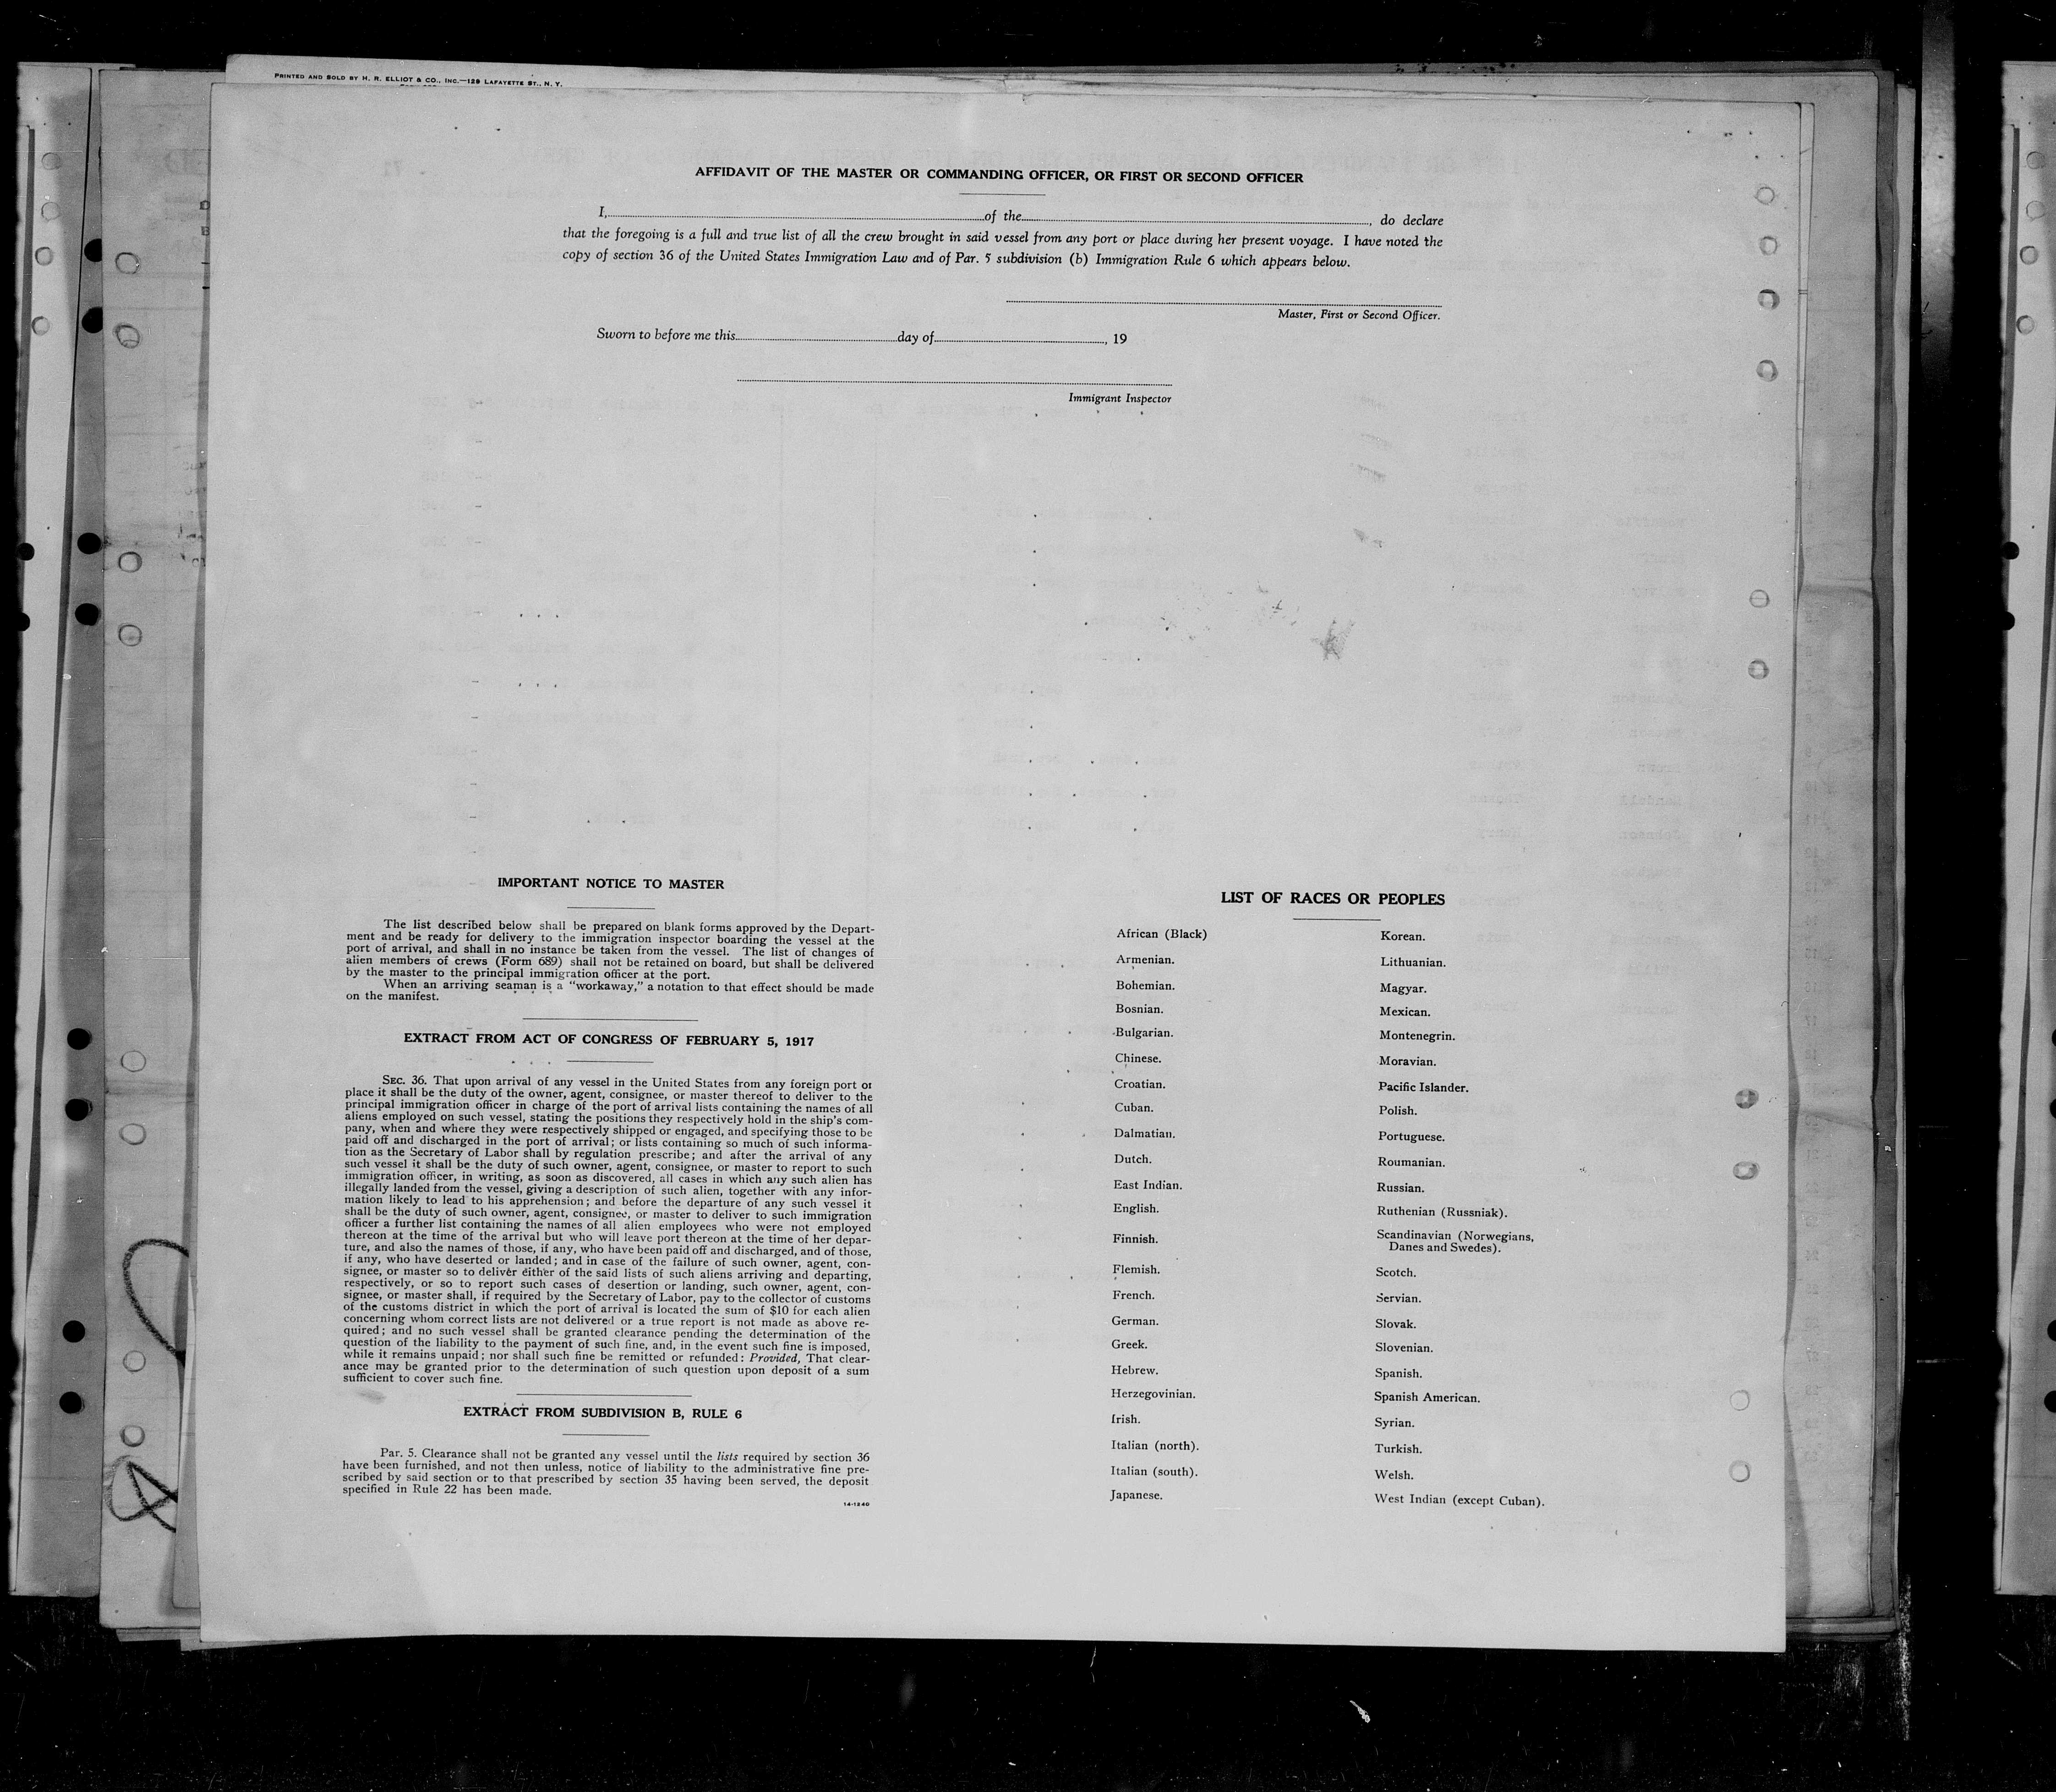 PRINTED AND SOLD BY H. R. ELLIOT & CO., INC.—129 LAFAYETTE ST., N. Y.
AFFIDAVIT OF THE MASTER OR COMMANDING OFFICER, OR FIRST OR SECOND OFFICER
I, of the , do declare
that the foregoing is a full and true list of all the crew brought in said vessel from any port or place during her present voyage. I have noted the
copy of section 36 of the United States Immigration Law and of Par. 5 subdivision (b) Immigration Rule 6 which appears below.
Master, First or Second Officer.
Sworn to before me this day of , 19
Immigrant Inspector
IMPORTANT NOTICE TO MASTER
The list described below shall be prepared on blank forms approved by the Depart-
ment and be ready for delivery to the immigration inspector boarding the vessel at the
port of arrival, and shall in no instance be taken from the vessel. The list of changes of
alien members of crews (Form 689) shall not be retained on board, but shall be delivered
by the master to the principal immigration officer at the port.
When an arriving seaman is a “workaway,” a notation to that effect should be made
on the manifest.
EXTRACT FROM ACT OF CONGRESS OF FEBRUARY 5, 1917
SEC. 36. That upon arrival of any vessel in the United States from any foreign port or
place it shall be the duty of the owner, agent, consignee, or master thereof to deliver to the
principal immigration officer in charge of the port of arrival lists containing the names of all
aliens employed on such vessel, stating the positions they respectively hold in the ship's com-
pany, when and where they were respectively shipped or engaged, and specifying those to be
paid off and discharged in the port of arrival; or lists containing so much of such informa-
tion as the Secretary of Labor shall by regulation prescribe; and after the arrival of any
such vessel it shall be the duty of such owner, agent, consignee, or master to report to such
immigration officer, in writing, as soon as discovered, all cases in which any such alien has
illegally landed from the vessel, giving a description of such alien, together with any infor-
mation likely to lead to his apprehension; and before the departure of any such vessel it
shall be the duty of such owner, agent, consignee, or master to deliver to such immigration
officer a further list containing the names of all alien employees who were not employed
thereon at the time of the arrival but who will leave port thereon at the time of her depar-
ture, and also the names of those, if any, who have been paid off and discharged, and of those,
if any, who have deserted or landed; and in case of the failure of such owner, agent, con-
signee, or master so to deliver either of the said lists of such aliens arriving and departing,
respectively, or so to report such cases of desertion or landing, such owner, agent, con-
signee, or master shall, if required by the Secretary of Labor, pay to the collector of customs
of the customs district in which the port of arrival is located the sum of $10 for each alien
concerning whom correct lists are not delivered or a true report is not made as above re-
quired; and no such vessel shall be granted clearance pending the determination of the
question of the liability to the payment of such fine, and, in the event such fine is imposed,
while it remains unpaid; nor shall such fine be remitted or refunded: Provided, That clear-
ance may be granted prior to the determination of such question upon deposit of a sum
sufficient to cover such fine.
EXTRACT FROM SUBDIVISION B, RULE 6
Par. 5. Clearance shall not be granted any vessel until the lists required by section 36
have been furnished, and not then unless, notice of liability to the administrative fine pre-
scribed by said section or to that prescribed by section 35 having been served, the deposit
specified in Rule 22 has been made.
14-1240
LIST OF RACES OR PEOPLES
African (Black)
Armenian.
Bohemian.
Bosnian.
Bulgarian.
Chinese.
Croatian.
Cuban.
Dalmatian.
Dutch.
East Indian.
English.
Finnish.
Flemish.
French.
German.
Greek.
Hebrew.
Herzegovinian.
Irish.
Italian (north).
Italian (south).
Japanese.
Korean.
Lithuanian.
Magyar.
Mexican.
Montenegrin.
Moravian.
Pacific Islander.
Polish.
Portuguese.
Roumanian.
Russian.
Ruthenian (Russniak).
Scandinavian (Norwegians,
Danes and Swedes).
Scotch.
Servian.
Slovak.
Slovenian.
Spanish.
Spanish American.
Syrian.
Turkish.
Welsh.
West Indian (except Cuban).